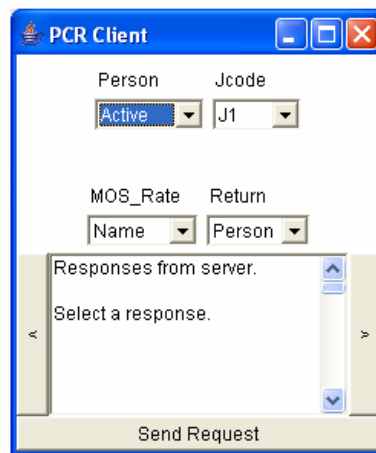 PCR Client
Person Jcode
Active J1
MOS_Rate Return
Name Person
Responses from server.
Select a response.
< >
Send Request